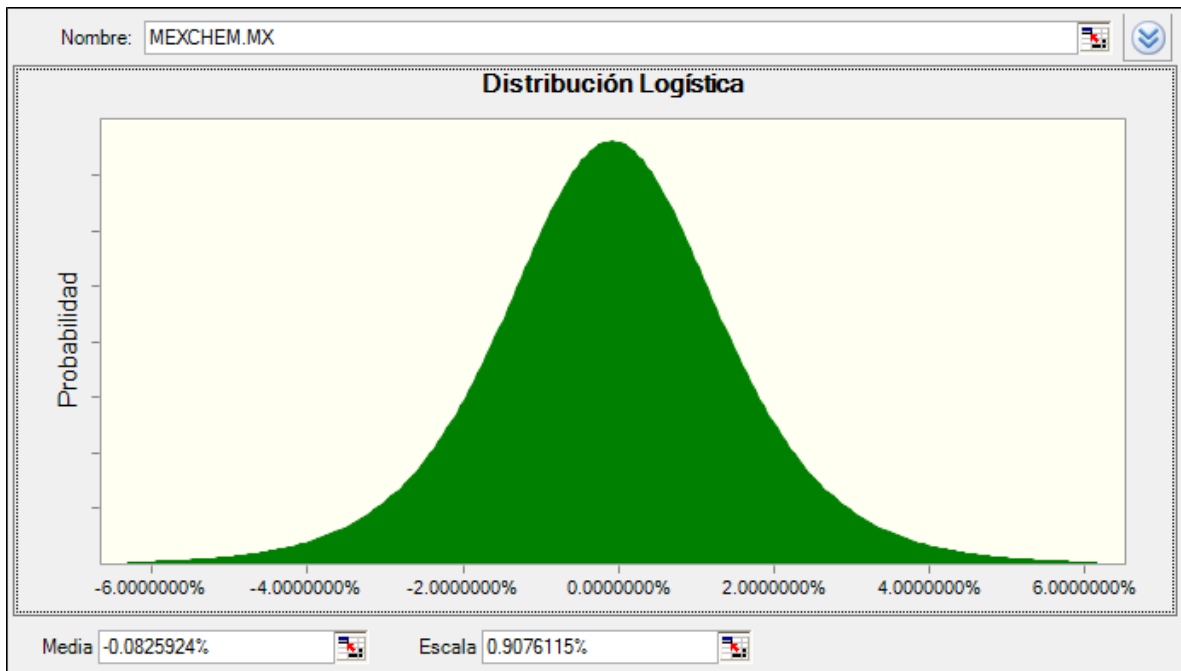 Nombre: MEXCHEM.MX
Distribución Logística
Probabilidad
-6.0000000% -4.0000000% -2.0000000% 0.0000000% 2.0000000% 4.0000000% 6.0000000%
Media -0.0825924% Escala 0.9076115%